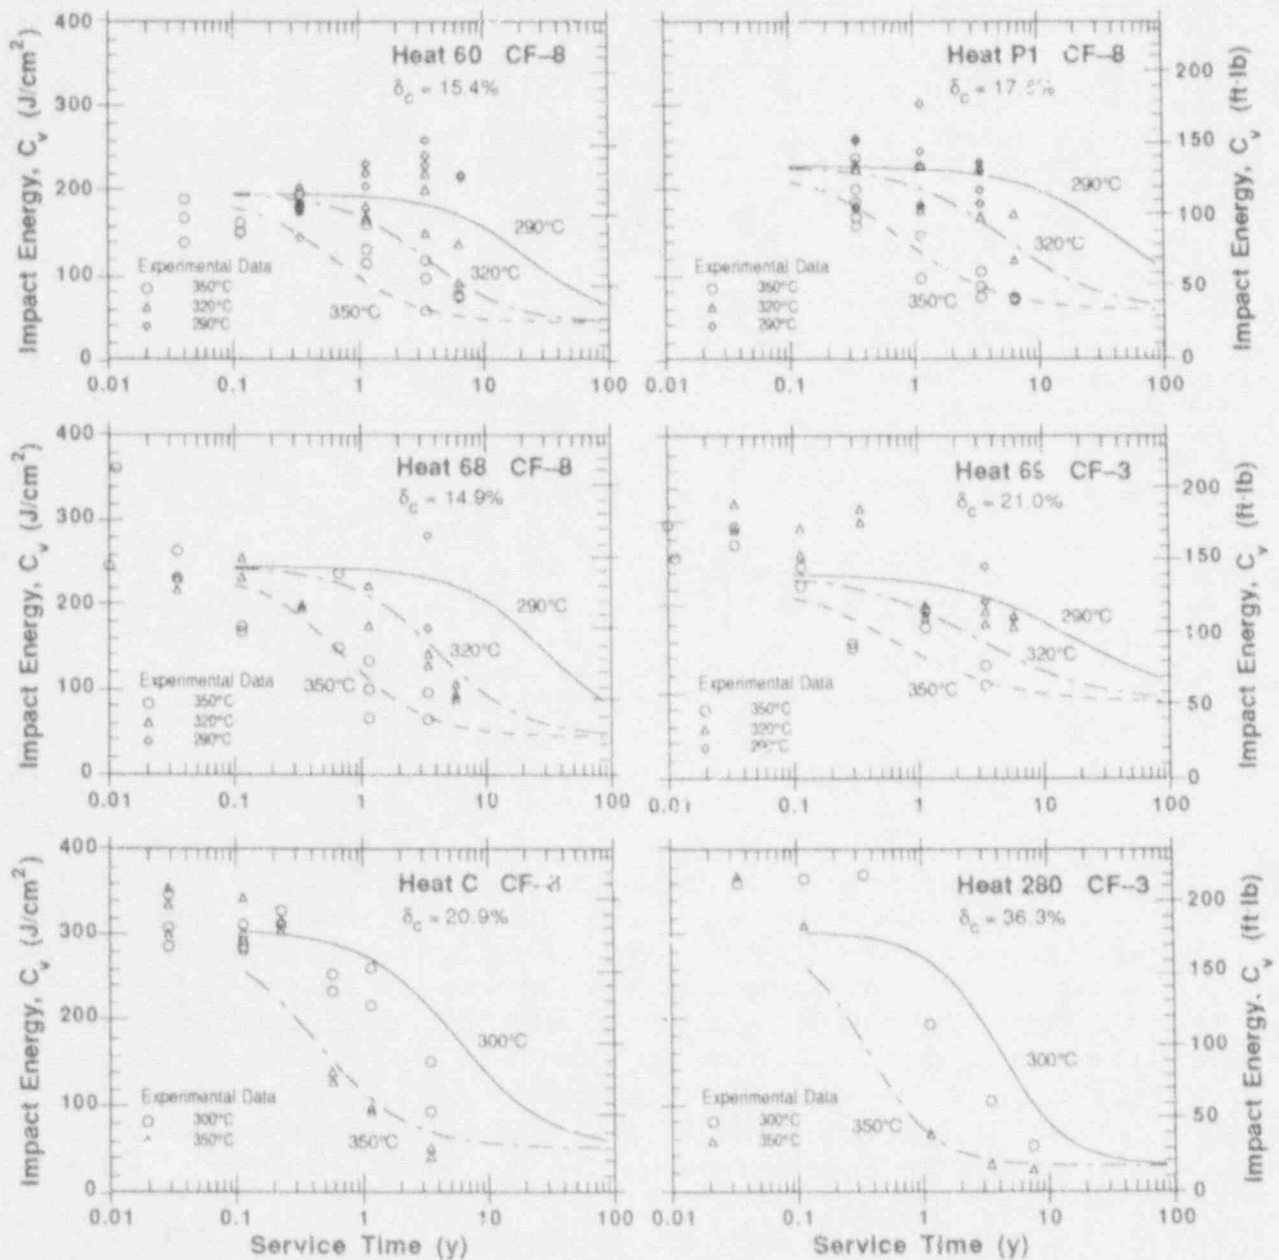 Impact Energy, Cv (J/cm²)
400
300
200
100
0
Heat 60 CF–8
δc = 15.4%
290°C
320°C
350°C
Experimental Data
350°C
320°C
290°C
0.01 0.1 1 10 100
Heat P1 CF–8
δc =
290°C
320°C
350°C
Experimental Data
350°C
320°C
290°C
0.01 0.1 1 10 100
200
150
100
50
0
Impact Energy, Cv (ft·lb)
Impact Energy, Cv (J/cm²)
400
300
200
100
0
Heat 68 CF–8
δc = 14.9%
290°C
320°C
350°C
Experimental Data
350°C
320°C
290°C
0.01 0.1 1 10 100
Heat CF–3
δc = 21.0%
290°C
320°C
350°C
Experimental Data
350°C
320°C
290°C
0.01 0.1 1 10 100
200
150
100
50
0
Impact Energy, Cv (ft·lb)
Impact Energy, Cv (J/cm²)
400
300
200
100
0
Heat C
δc = 20.9%
300°C
350°C
Experimental Data
300°C
350°C
0.01 0.1 1 10 100
Service Time (y)
Heat 280 CF–3
δc = 36.3%
300°C
350°C
Experimental Data
300°C
350°C
0.01 0.1 1 10 100
Service Time (y)
200
150
100
50
0
Impact Energy, Cv (ft·lb)